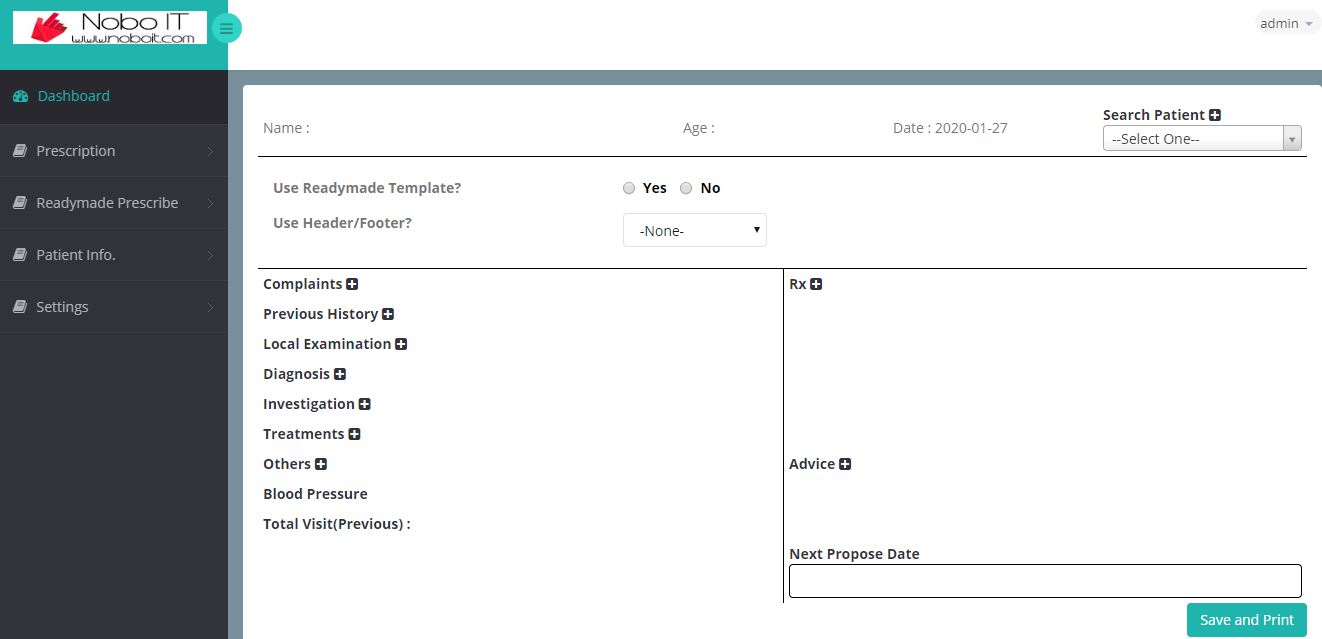 Nobo IT
www.noboit.com
admin
Dashboard
Prescription
Readymade Prescribe
Patient Info.
Settings
Name :
Age :
Date : 2020-01-27
Search Patient
--Select One--
Use Readymade Template?
Yes
No
Use Header/Footer?
-None-
Complaints
Previous History
Local Examination
Diagnosis
Investigation
Treatments
Others
Blood Pressure
Total Visit(Previous) :
Rx
Advice
Next Propose Date
Save and Print